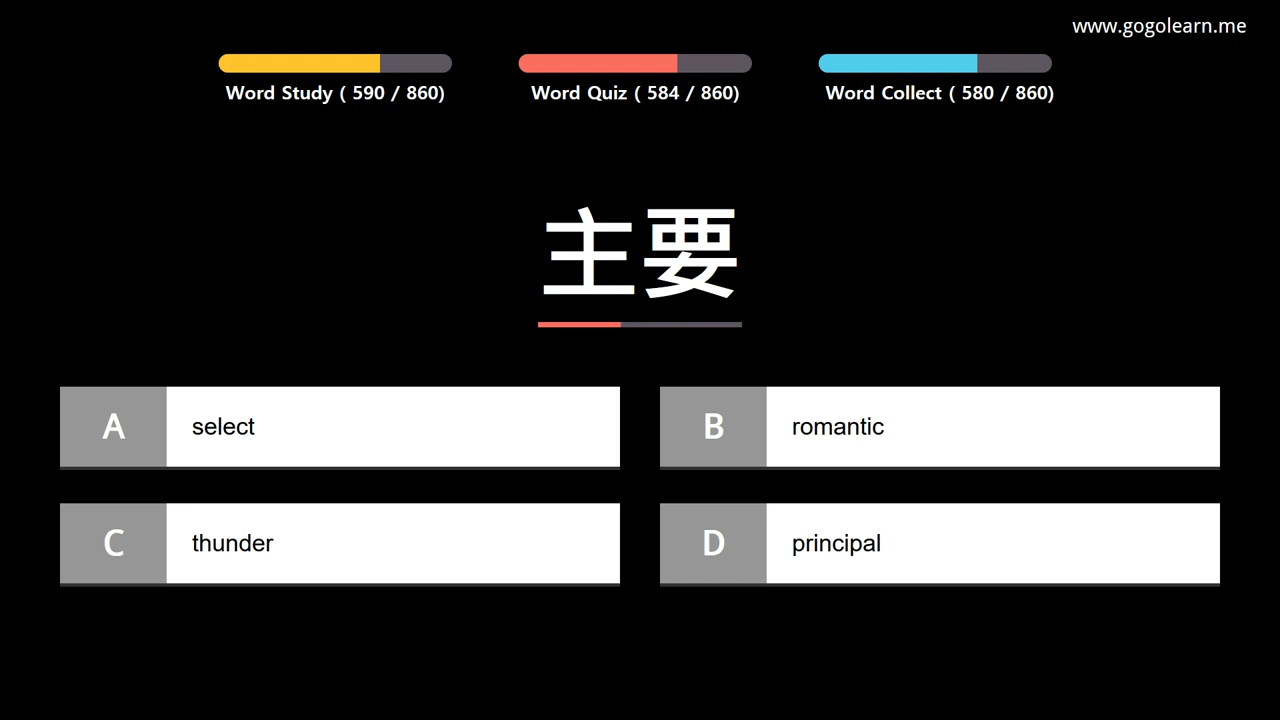 www.gogolearn.me
Word Study ( 590 / 860)
Word Quiz ( 584 / 860)
Word Collect ( 580 / 860)
主要
A select
B romantic
C thunder
D principal